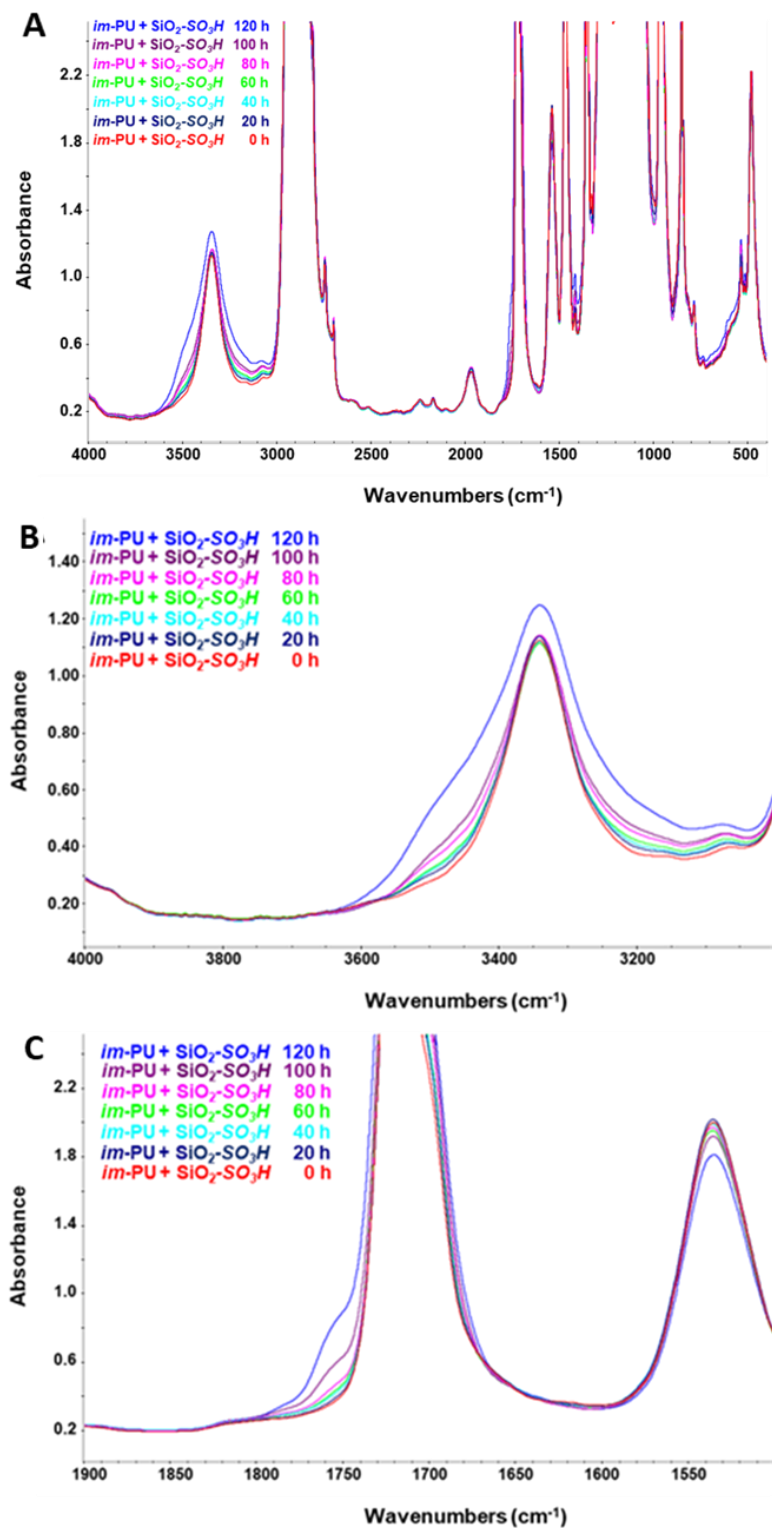 A
im-PU + SiO₂-SO₃H 120 h
im-PU + SiO₂-SO₃H 100 h
im-PU + SiO₂-SO₃H 80 h
im-PU + SiO₂-SO₃H 60 h
im-PU + SiO₂-SO₃H 40 h
im-PU + SiO₂-SO₃H 20 h
im-PU + SiO₂-SO₃H 0 h
2.2
1.8
1.4
1.0
0.6
0.2
Absorbance
4000 3500 3000 2500 2000 1500 1000 500
Wavenumbers (cm⁻¹)
B
im-PU + SiO₂-SO₃H 120 h
im-PU + SiO₂-SO₃H 100 h
im-PU + SiO₂-SO₃H 80 h
im-PU + SiO₂-SO₃H 60 h
im-PU + SiO₂-SO₃H 40 h
im-PU + SiO₂-SO₃H 20 h
im-PU + SiO₂-SO₃H 0 h
1.40
1.20
1.00
0.80
0.60
0.40
0.20
Absorbance
4000 3800 3600 3400 3200
Wavenumbers (cm⁻¹)
C
im-PU + SiO₂-SO₃H 120 h
im-PU + SiO₂-SO₃H 100 h
im-PU + SiO₂-SO₃H 80 h
im-PU + SiO₂-SO₃H 60 h
im-PU + SiO₂-SO₃H 40 h
im-PU + SiO₂-SO₃H 20 h
im-PU + SiO₂-SO₃H 0 h
2.2
1.8
1.4
1.0
0.6
0.2
Absorbance
1900 1850 1800 1750 1700 1650 1600 1550
Wavenumbers (cm⁻¹)